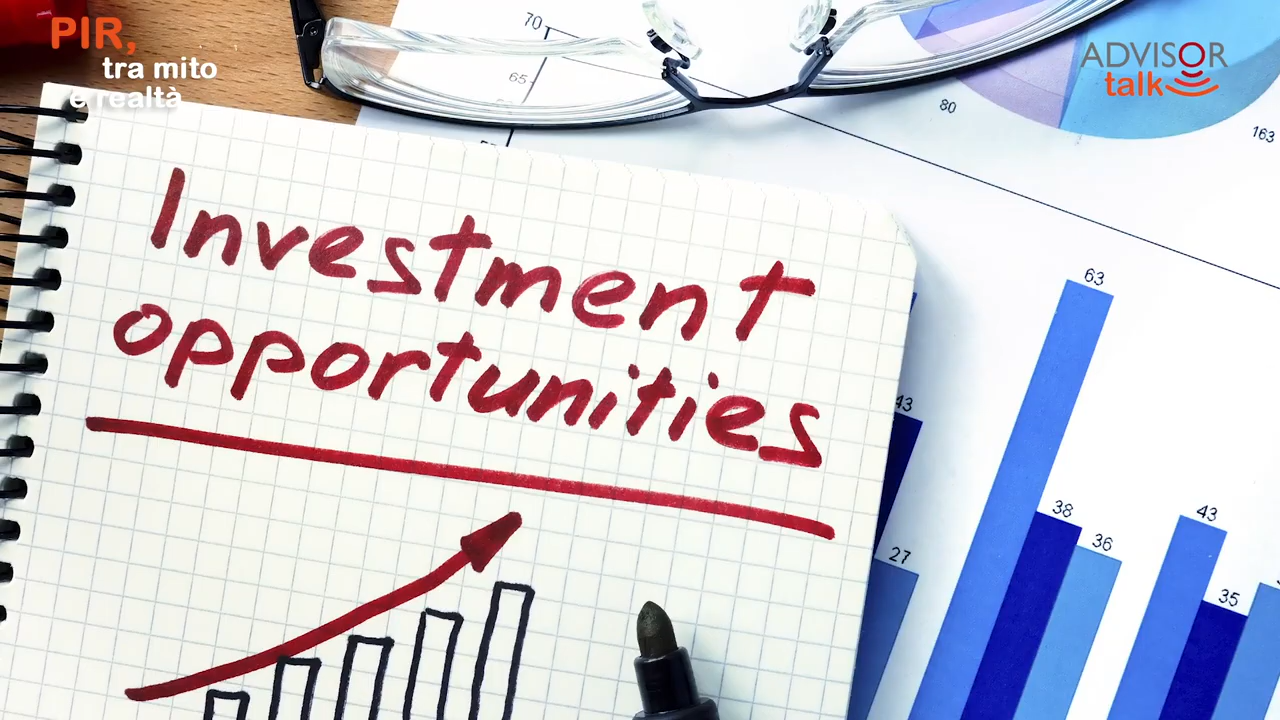 PIR,
tra mito
e realtà
ADVISOR
talk
70
65
80
163
Investment
opportunities
63
43
38
36
27
43
35